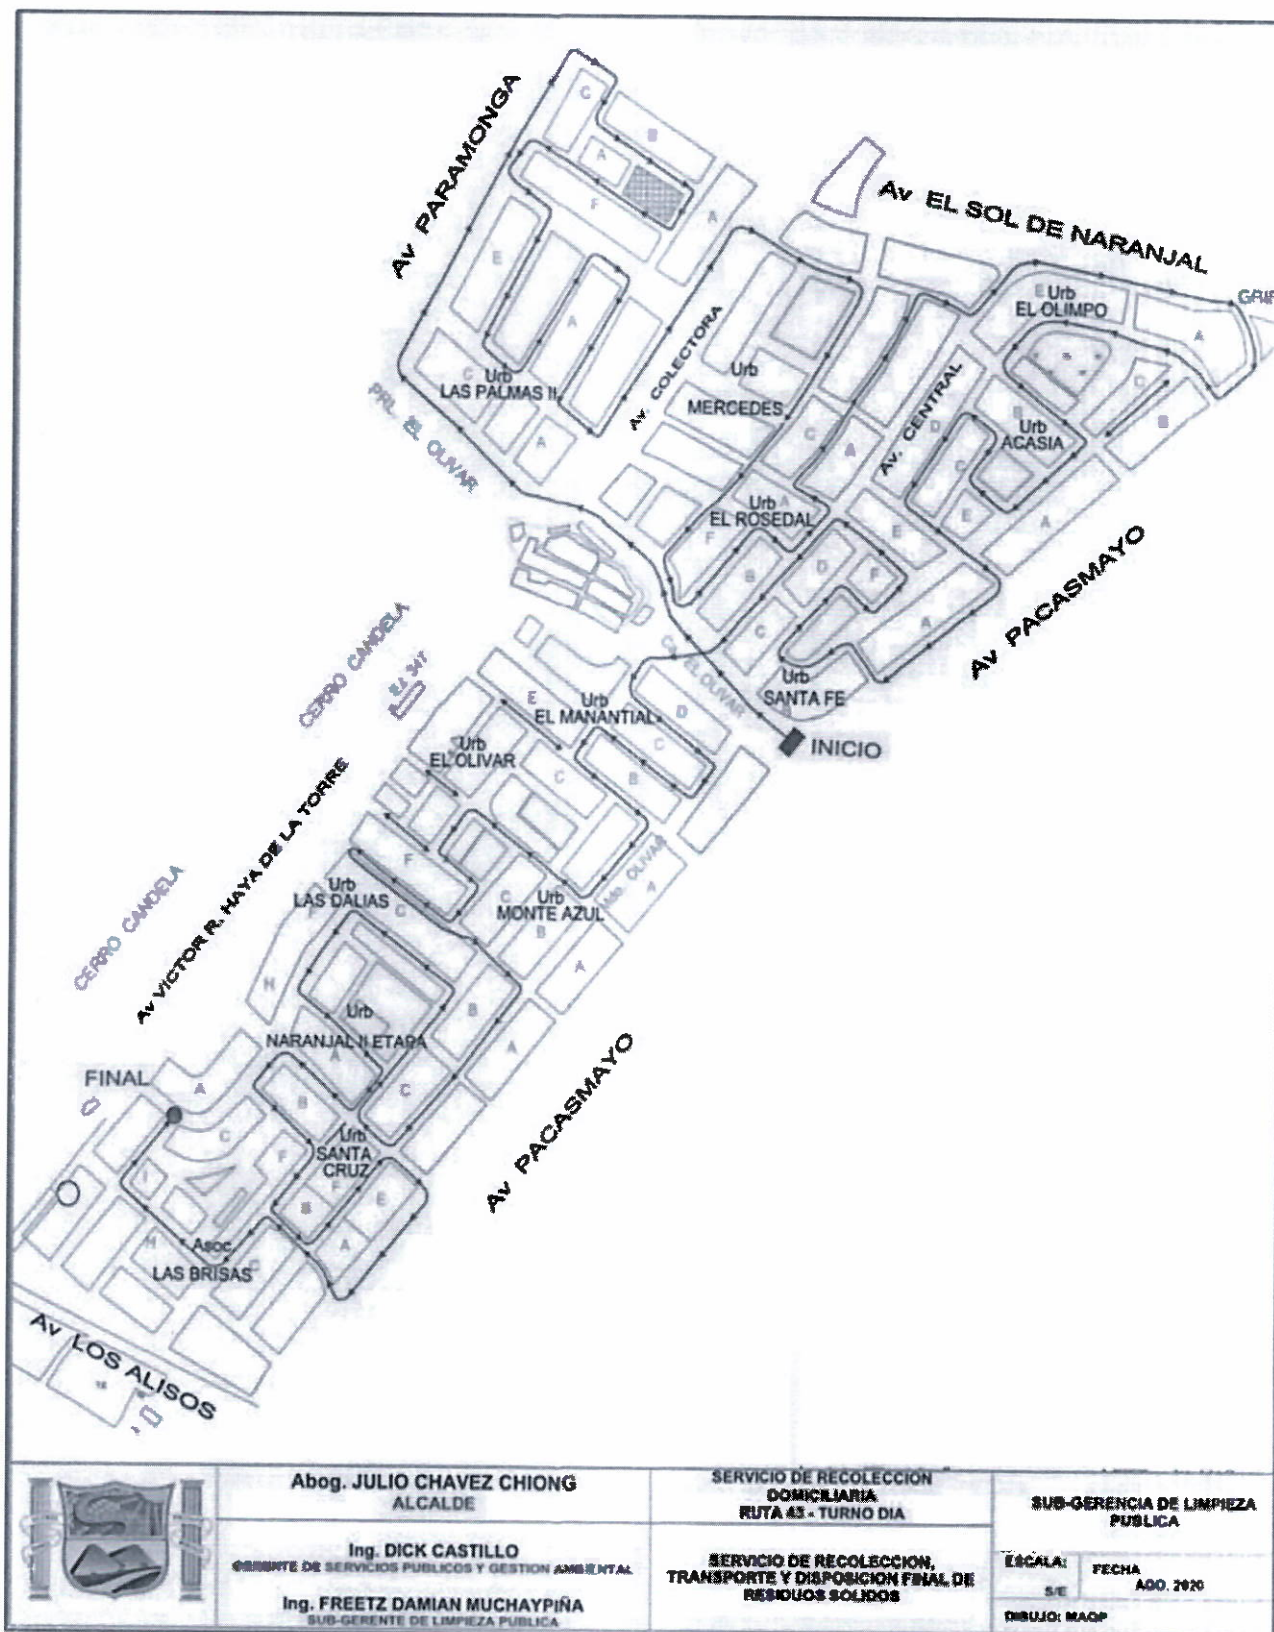 Av PARAMONGA
Av EL SOL DE NARANJAL
G
B
A
F
A
E
A
C
A
Urb
LAS PALMAS II
PRL. EL OLIVAR
Av. COLECTORA
Urb
MERCEDES
G
A
Av. CENTRAL
E
Urb
EL OLIMPO
A
C
B
B
Urb
ACASIA
D
C
E
E
A
A
Urb
EL ROSEDAL
F
B
D
F
C
A
Av PACASMAYO
Urb
SANTA FE
INICIO
EL OLIVAR
CERRO CANDELA
E
Urb
EL MANANTIAL
D
C
B
C
Urb
EL OLIVAR
Av VICTOR R. HAYA DE LA TORRE
CERRO CANDELA
F
Urb
LAS DALIAS
C
C
Urb
MONTE AZUL
B
Mdo. OLIVAR
A
A
H
B
A
Urb
NARANJAL II ETAPA
A
C
Av PACASMAYO
FINAL
A
B
C
Urb
SANTA
CRUZ
F
F
E
B
A
I
H
Asoc.
LAS BRISAS
G
Av LOS ALISOS
Abog. JULIO CHAVEZ CHIONG
ALCALDE
Ing. DICK CASTILLO
GERENTE DE SERVICIOS PUBLICOS Y GESTION AMBIENTAL
Ing. FREETZ DAMIAN MUCHAYPIÑA
SUB-GERENTE DE LIMPIEZA PUBLICA
SERVICIO DE RECOLECCION
DOMICILIARIA
RUTA 43 - TURNO DIA
SERVICIO DE RECOLECCION,
TRANSPORTE Y DISPOSICION FINAL DE
RESIDUOS SOLIDOS
SUB-GERENCIA DE LIMPIEZA
PUBLICA
ESCALA:
S/E
FECHA
AGO. 2020
DIBUJO: MAQP